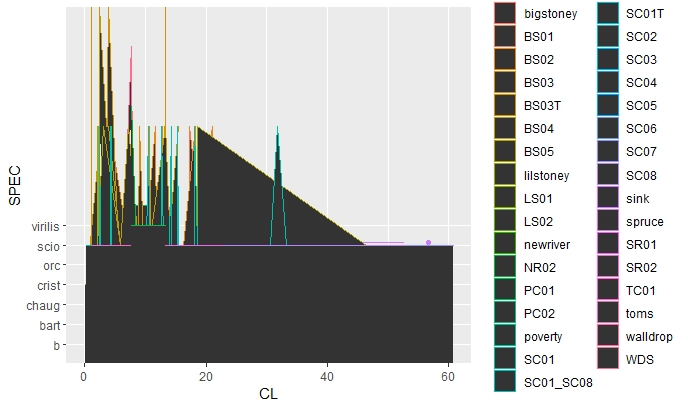 SPEC
virilis
scio
orc
crist
chaug
bart
b
0
20
40
60
CL
bigstoney
BS01
BS02
BS03
BS03T
BS04
BS05
lilstoney
LS01
LS02
newriver
NR02
PC01
PC02
poverty
SC01
SC01_SC08
SC01T
SC02
SC03
SC04
SC05
SC06
SC07
SC08
sink
spruce
SR01
SR02
TC01
toms
walldrop
WDS